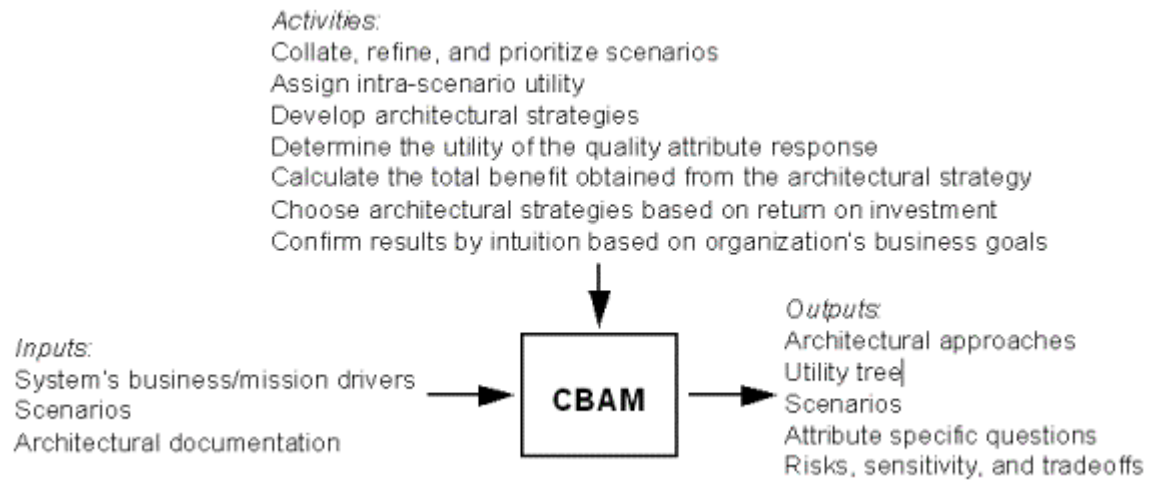 Activities:
Collate, refine, and prioritize scenarios
Assign intra-scenario utility
Develop architectural strategies
Determine the utility of the quality attribute response
Calculate the total benefit obtained from the architectural strategy
Choose architectural strategies based on return on investment
Confirm results by intuition based on organization's business goals
Inputs:
System's business/mission drivers
Scenarios
Architectural documentation
CBAM
Outputs:
Architectural approaches
Utility tree
Scenarios
Attribute specific questions
Risks, sensitivity, and tradeoffs